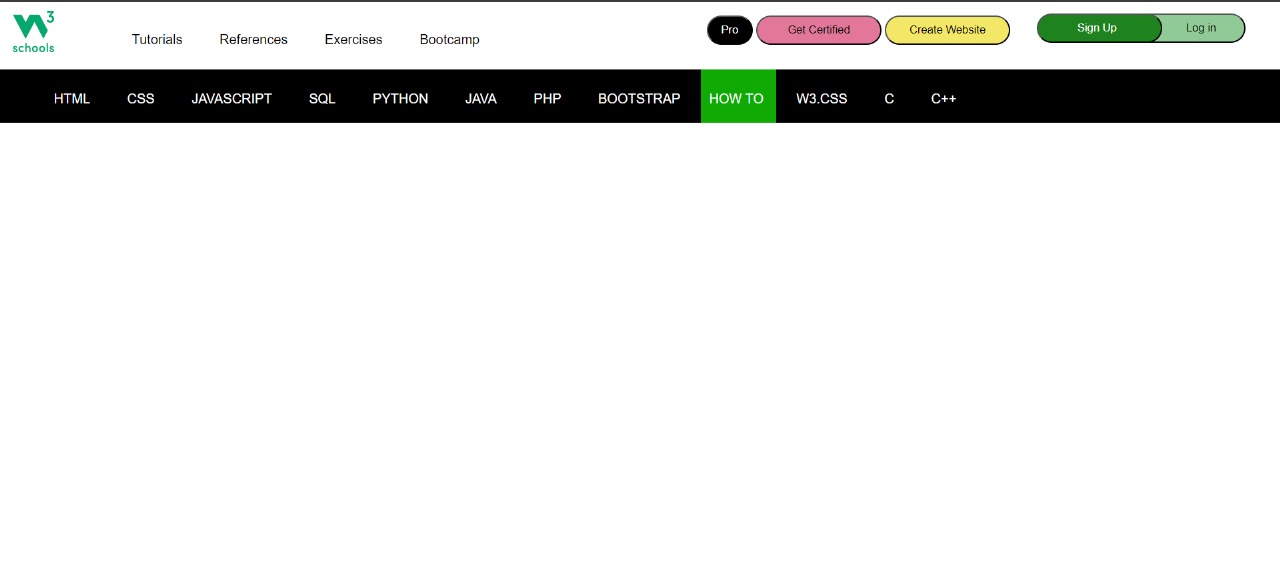 W3
schools
Tutorials References Exercises Bootcamp
Pro Get Certified Create Website Sign Up Log in
HTML CSS JAVASCRIPT SQL PYTHON JAVA PHP BOOTSTRAP HOW TO W3.CSS C C++